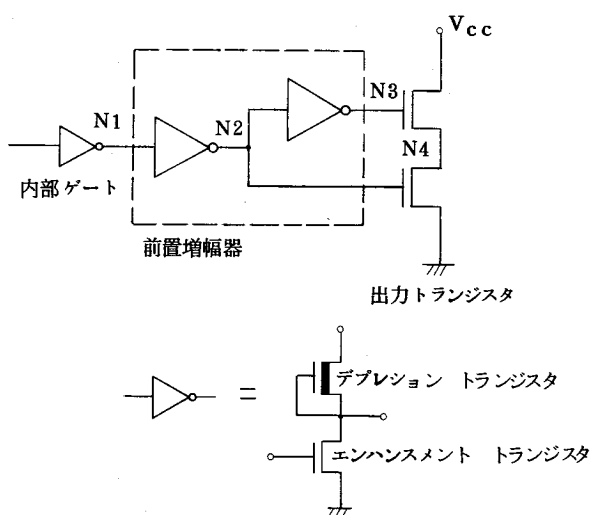 Vcc
N1
N2
N3
N4
内部ゲート
前置増幅器
出力トランジスタ
=
デプレション トランジスタ
エンハンスメント トランジスタ